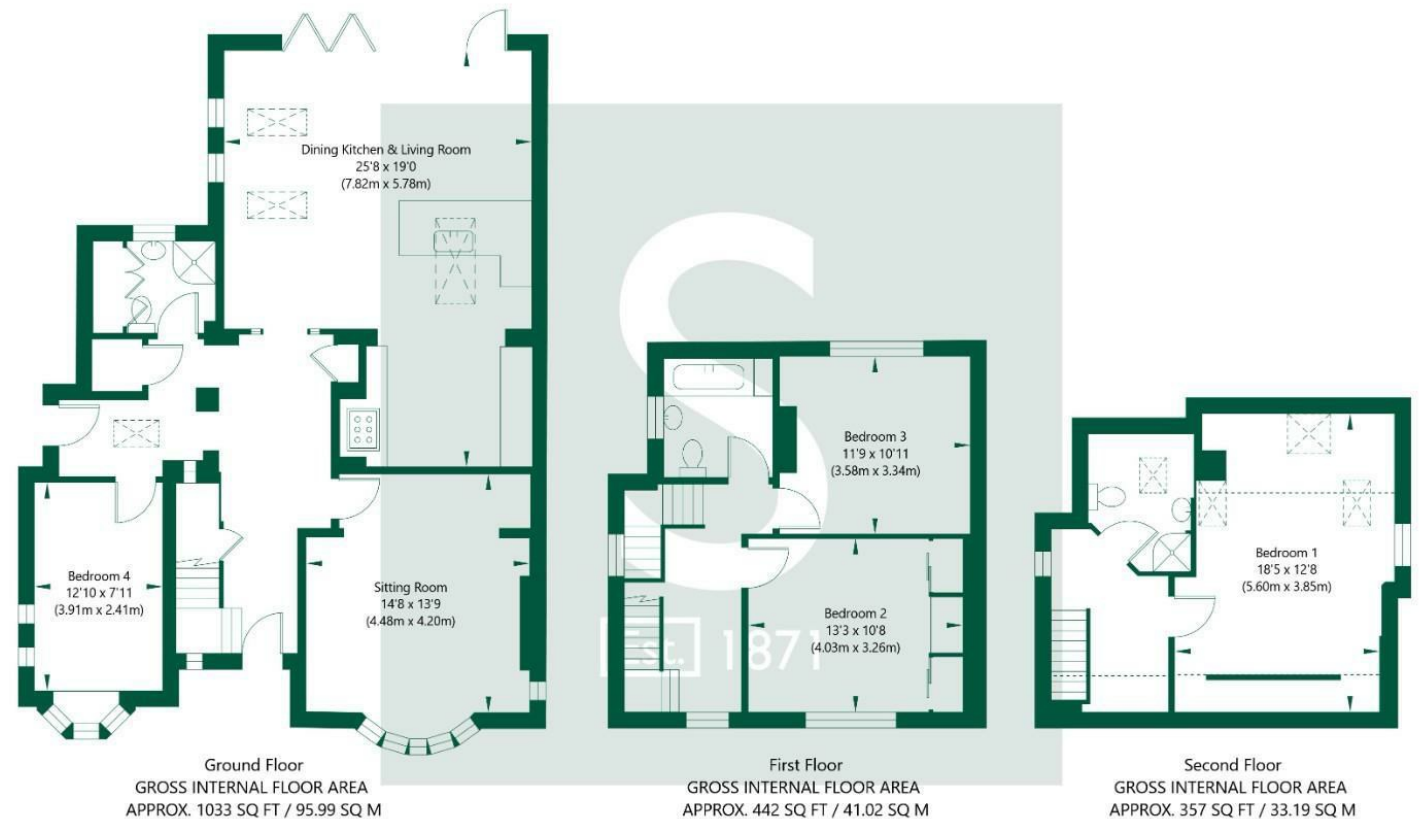 Dining Kitchen & Living Room
25'8 x 19'0
(7.82m x 5.78m)
Bedroom 4
12'10 x 7'11
(3.91m x 2.41m)
Sitting Room
14'8 x 13'9
(4.48m x 4.20m)
Ground Floor
GROSS INTERNAL FLOOR AREA
APPROX. 1033 SQ FT / 95.99 SQ M
S
Est. 1871
Bedroom 3
11'9 x 10'11
(3.58m x 3.34m)
Bedroom 2
13'3 x 10'8
(4.03m x 3.26m)
First Floor
GROSS INTERNAL FLOOR AREA
APPROX. 442 SQ FT / 41.02 SQ M
Bedroom 1
18'5 x 12'8
(5.60m x 3.85m)
Second Floor
GROSS INTERNAL FLOOR AREA
APPROX. 357 SQ FT / 33.19 SQ M